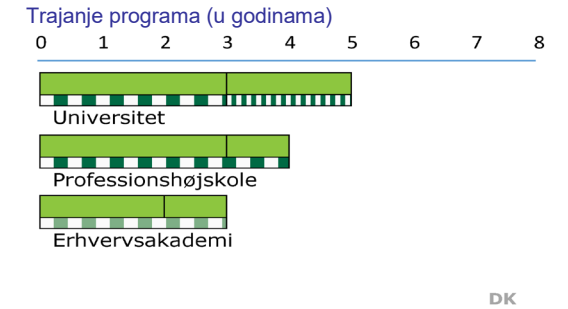 Trajanje programa (u godinama)
0 1 2 3 4 5 6 7 8
Universitet
Professionshøjskole
Erhvervsakademi
DK